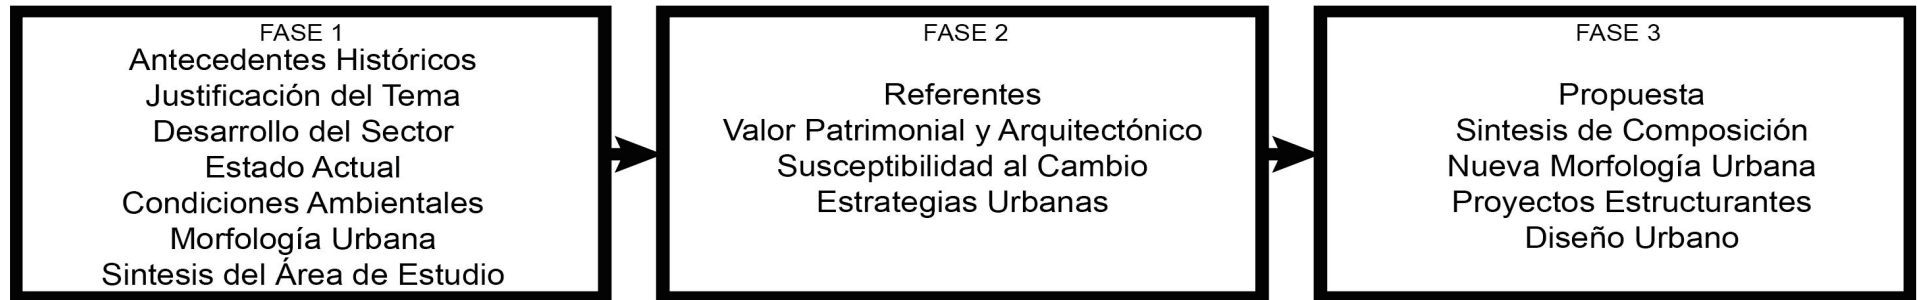 FASE 1
Antecedentes Históricos
Justificación del Tema
Desarrollo del Sector
Estado Actual
Condiciones Ambientales
Morfología Urbana
Sintesis del Área de Estudio
FASE 2
Referentes
Valor Patrimonial y Arquitectónico
Susceptibilidad al Cambio
Estrategias Urbanas
FASE 3
Propuesta
Sintesis de Composición
Nueva Morfología Urbana
Proyectos Estructurantes
Diseño Urbano